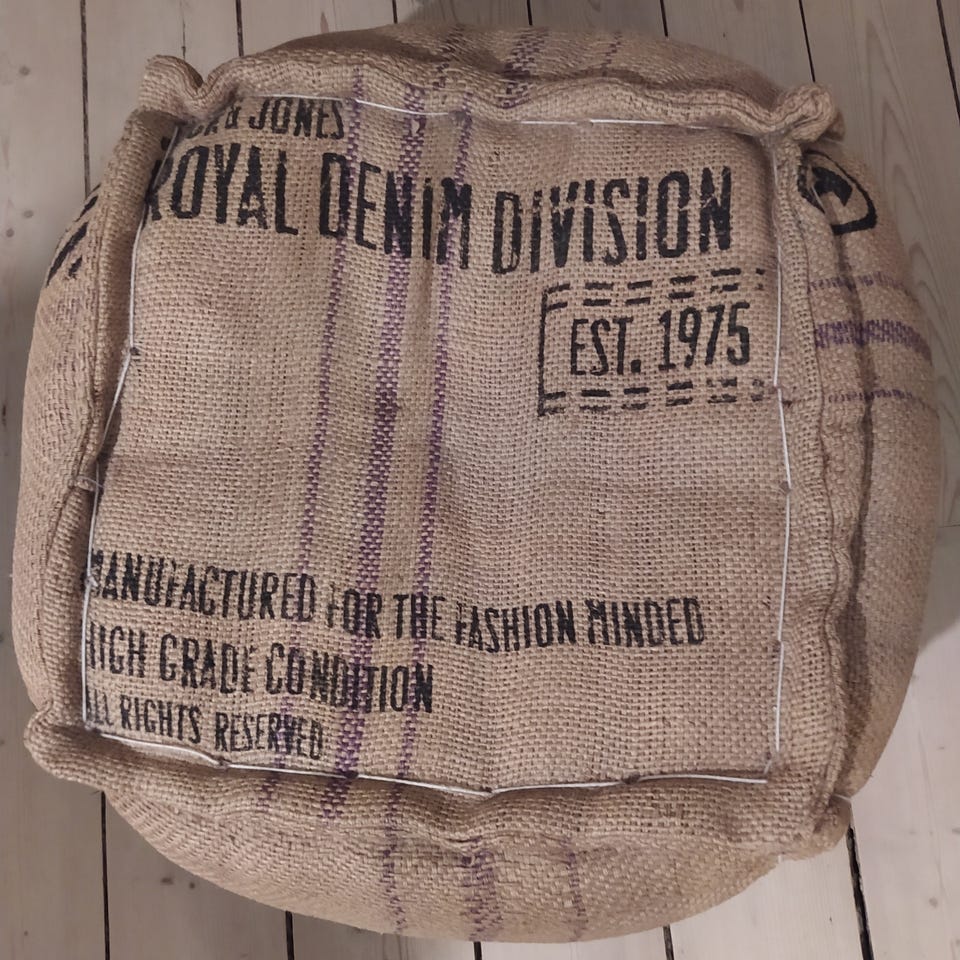 & JONES
ROYAL DENIM DIVISION
EST. 1975
MANUFACTURED FOR THE FASHION MINDED
HIGH GRADE CONDITION
ALL RIGHTS RESERVED